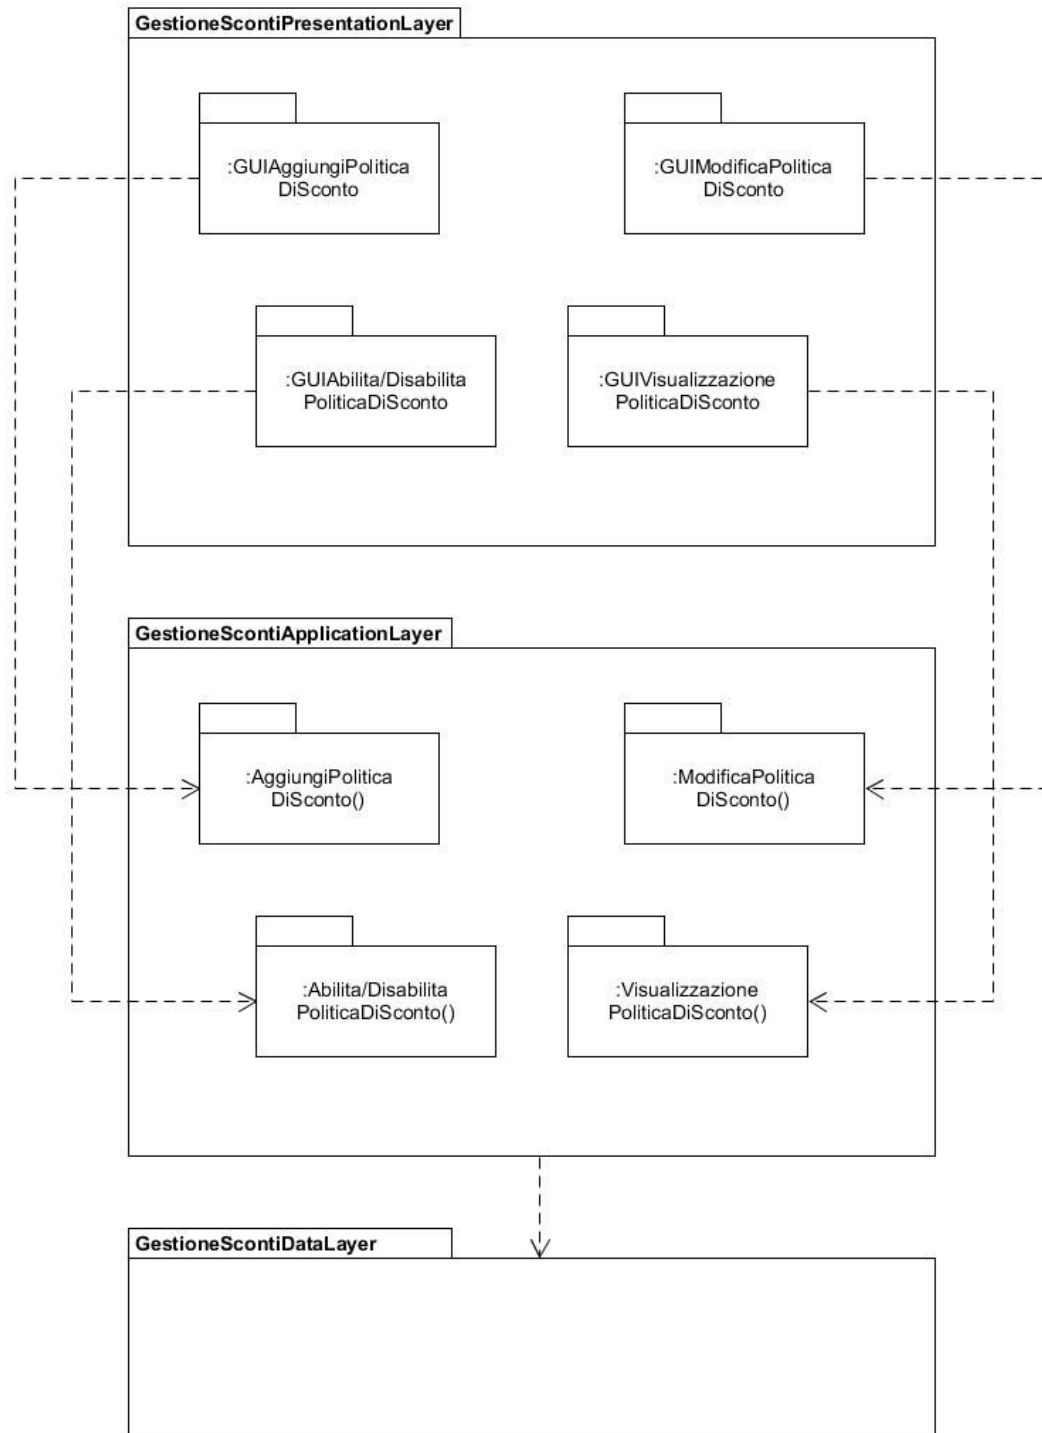 GestioneScontiPresentationLayer
:GUIAggiungiPolitica
DiSconto
:GUIModificaPolitica
DiSconto
:GUIAbilita/Disabilita
PoliticaDiSconto
:GUIVisualizzazione
PoliticaDiSconto
GestioneScontiApplicationLayer
:AggiungiPolitica
DiSconto()
:ModificaPolitica
DiSconto()
:Abilita/Disabilita
PoliticaDiSconto()
:Visualizzazione
PoliticaDiSconto()
GestioneScontiDataLayer